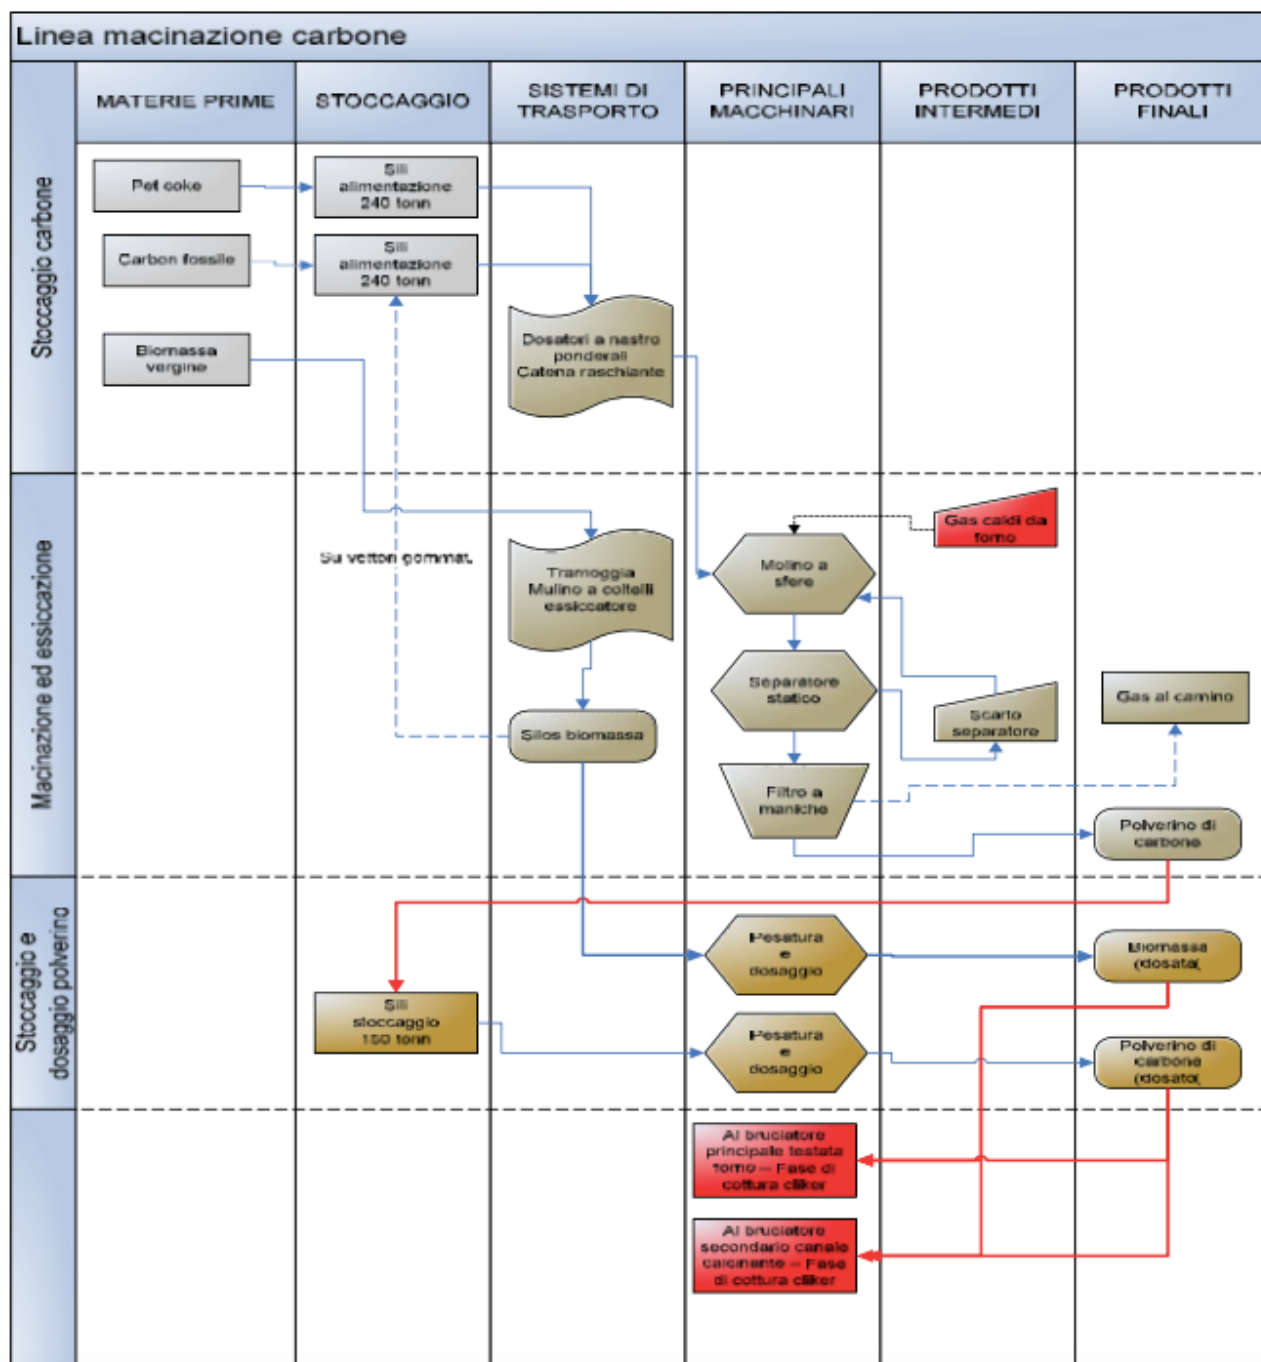 Linea macinazione carbone
MATERIE PRIME
STOCCAGGIO
SISTEMI DI
TRASPORTO
PRINCIPALI
MACCHINARI
PRODOTTI
INTERMEDI
PRODOTTI
FINALI
Stoccaggio carbone
Pet coke
Sili
alimentazione
240 tonn
Carbon fossile
Sili
alimentazione
240 tonn
Biomassa
vergine
Dosatori a nastro
ponderali
Catena raschiante
Macinazione ed essiccazione
Su vettori gommat.
Tramoggia
Mulino a coltelli
essiccatore
Gas caldi da
forno
Molino a
sfere
Separatore
statico
Scarto
separatore
Gas al camino
Silos biomassa
Filtro a
maniche
Polverino di
carbone
Stoccaggio e
dosaggio polverino
Pesatura
e
dosaggio
Biomassa
(dosata(
Sili
stoccaggio
150 tonn
Pesatura
e
dosaggio
Polverino di
carbone
(dosato(
Al bruciatore
principale testata
forno – Fase di
cottura cliker
Al bruciatore
secondario canale
calcinante – Fase
di cottura cliker